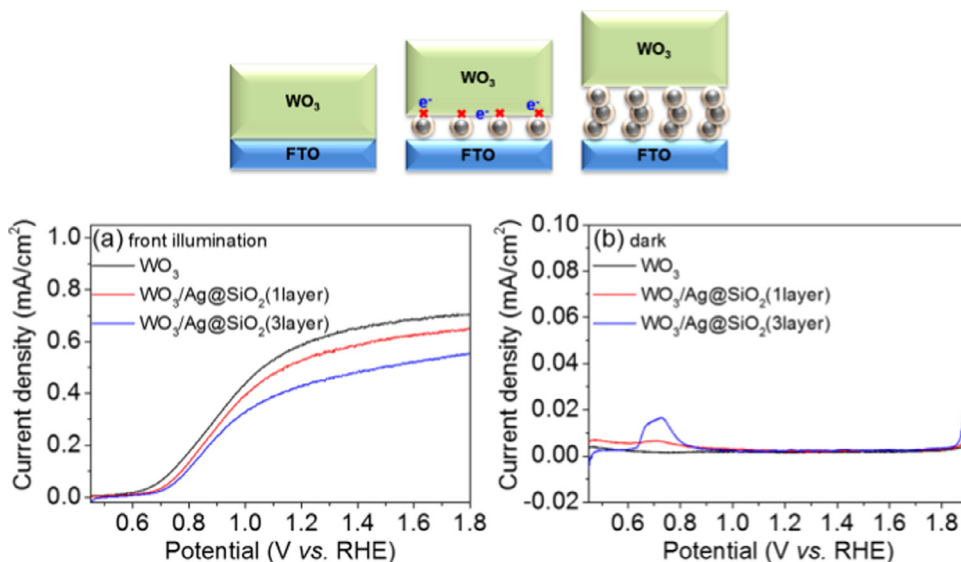 WO₃
FTO
WO₃
e⁻
e⁻
e⁻
FTO
WO₃
FTO
(a) front illumination
WO₃
WO₃/Ag@SiO₂(1layer)
WO₃/Ag@SiO₂(3layer)
Current density (mA/cm²)
1.0
0.8
0.6
0.4
0.2
0.0
0.6 0.8 1.0 1.2 1.4 1.6 1.8
Potential (V vs. RHE)
(b) dark
WO₃
WO₃/Ag@SiO₂(1layer)
WO₃/Ag@SiO₂(3layer)
Current density (mA/cm²)
0.10
0.08
0.06
0.04
0.02
0.00
-0.02
0.6 0.8 1.0 1.2 1.4 1.6 1.8
Potential (V vs. RHE)